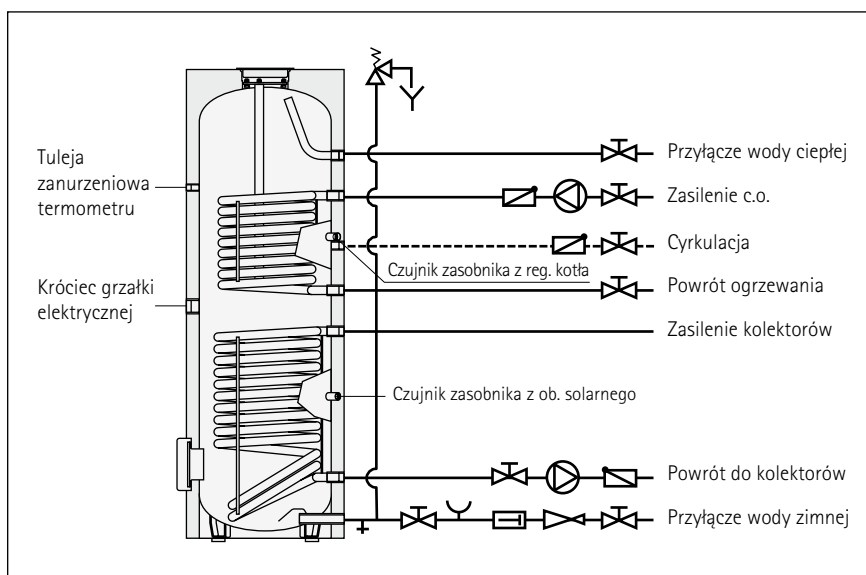 Tuleja
zanurzeniowa
termometru
Króciec grzałki
elektrycznej
Przyłącze wody ciepłej
Zasilenie c.o.
Cyrkulacja
Czujnik zasobnika z reg. kotła
Powrót ogrzewania
Zasilenie kolektorów
Czujnik zasobnika z ob. solarnego
Powrót do kolektorów
Przyłącze wody zimnej